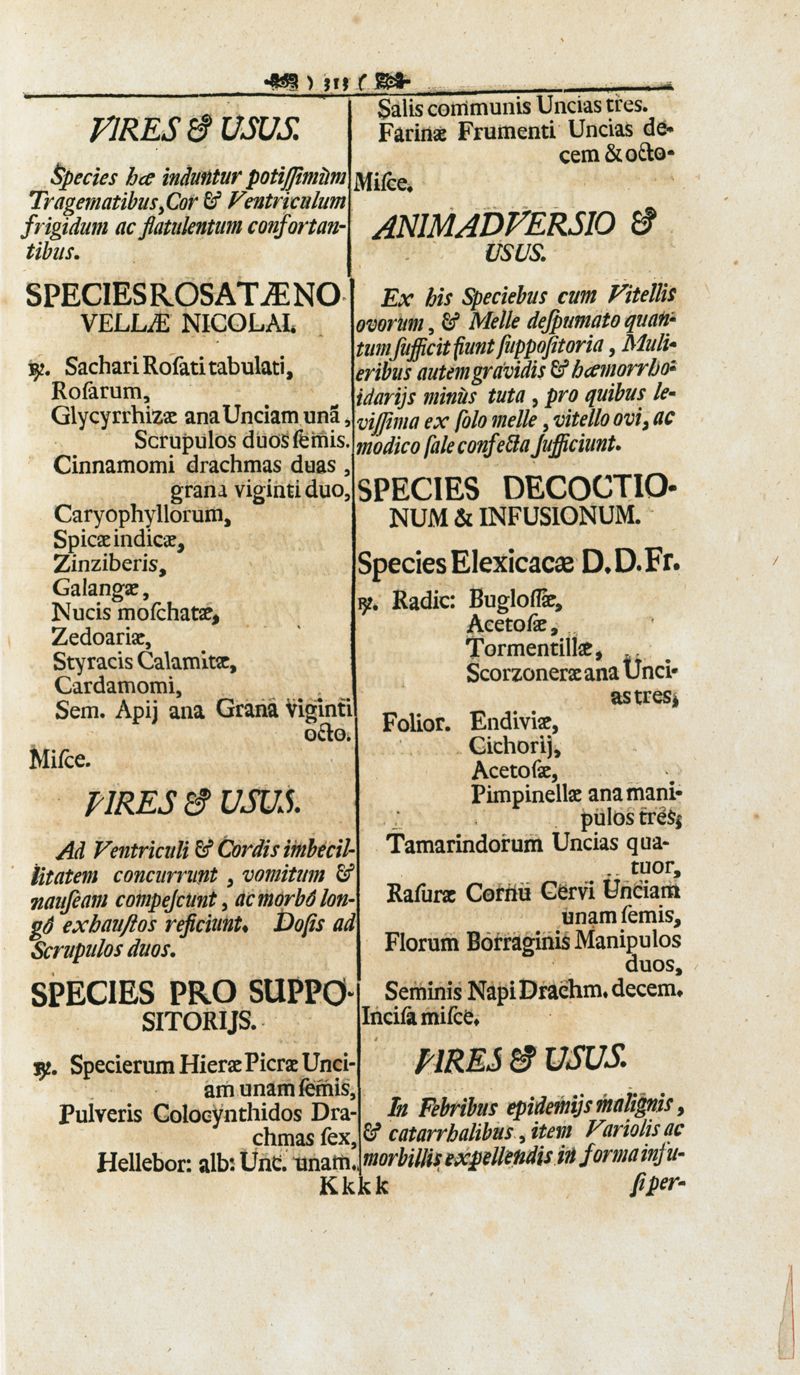 ) 313 (
VIRES & USUS.
Species hæ induntur potiſſimùm
Tragematibus, Cor & Ventriculum
frigidum ac flatulentum confortan-
tibus.
SPECIES ROSATÆ NO
VELLÆ NICOLAI.
℞. Sachari Roſati tabulati,
Roſarum,
Glycyrrhizæ ana Unciam unā,
Scrupulos duos ſemis.
Cinnamomi drachmas duas,
grana viginti duo,
Caryophyllorum,
Spicæ indicæ,
Zinziberis,
Galangæ,
Nucis moſchatæ,
Zedoariæ,
Styracis Calamitæ,
Cardamomi,
Sem. Apij ana Grana viginti
octo.
Miſce.
VIRES & USUS.
Ad Ventriculi & Cordis imbecil-
litatem concurrunt, vomitum &
nauſeam compeſcunt, ac morbô lon-
gô exhauſtos reficiunt. Doſis ad
Scrupulos duos.
SPECIES PRO SUPPO-
SITORIJS.
℞. Specierum Hieræ Picræ Unci-
am unam ſemis,
Pulveris Colocynthidos Dra-
chmas ſex,
Hellebor: alb: Unc. unam.
Salis communis Uncias tres.
Farinæ Frumenti Uncias de-
cem & octo-
Miſce.
ANIMADVERSIO &
USUS.
Ex his Speciebus cum Vitellis
ovorum, & Melle deſpumato quan-
tum ſufficit fiunt ſuppoſitoria, Muli-
eribus autem gravidis & hæmorrho-
idarijs minùs tuta, pro quibus le-
viſſima ex ſolo melle, vitello ovi, ac
modico ſale confecta ſufficiunt.
SPECIES DECOCTIO-
NUM & INFUSIONUM.
Species Elexicacæ D.D.Fr.
℞. Radic: Bugloſſæ,
Acetoſæ,
Tormentillæ,
Scorzoneræ ana Unci-
as tres;
Folior. Endiviæ,
Cichorij,
Acetoſæ,
Pimpinellæ ana mani-
pulos tres;
Tamarindorum Uncias qua-
tuor,
Raſuræ Cornu Cervi Unciam
unam ſemis,
Florum Borraginis Manipulos
duos,
Seminis Napi Drachm. decem.
Inciſa miſce.
VIRES & USUS.
In Febribus epidemijs malignis,
& catarrhalibus, item Variolis ac
morbillis expellendis in forma infu-
Kkkk
ſi per-